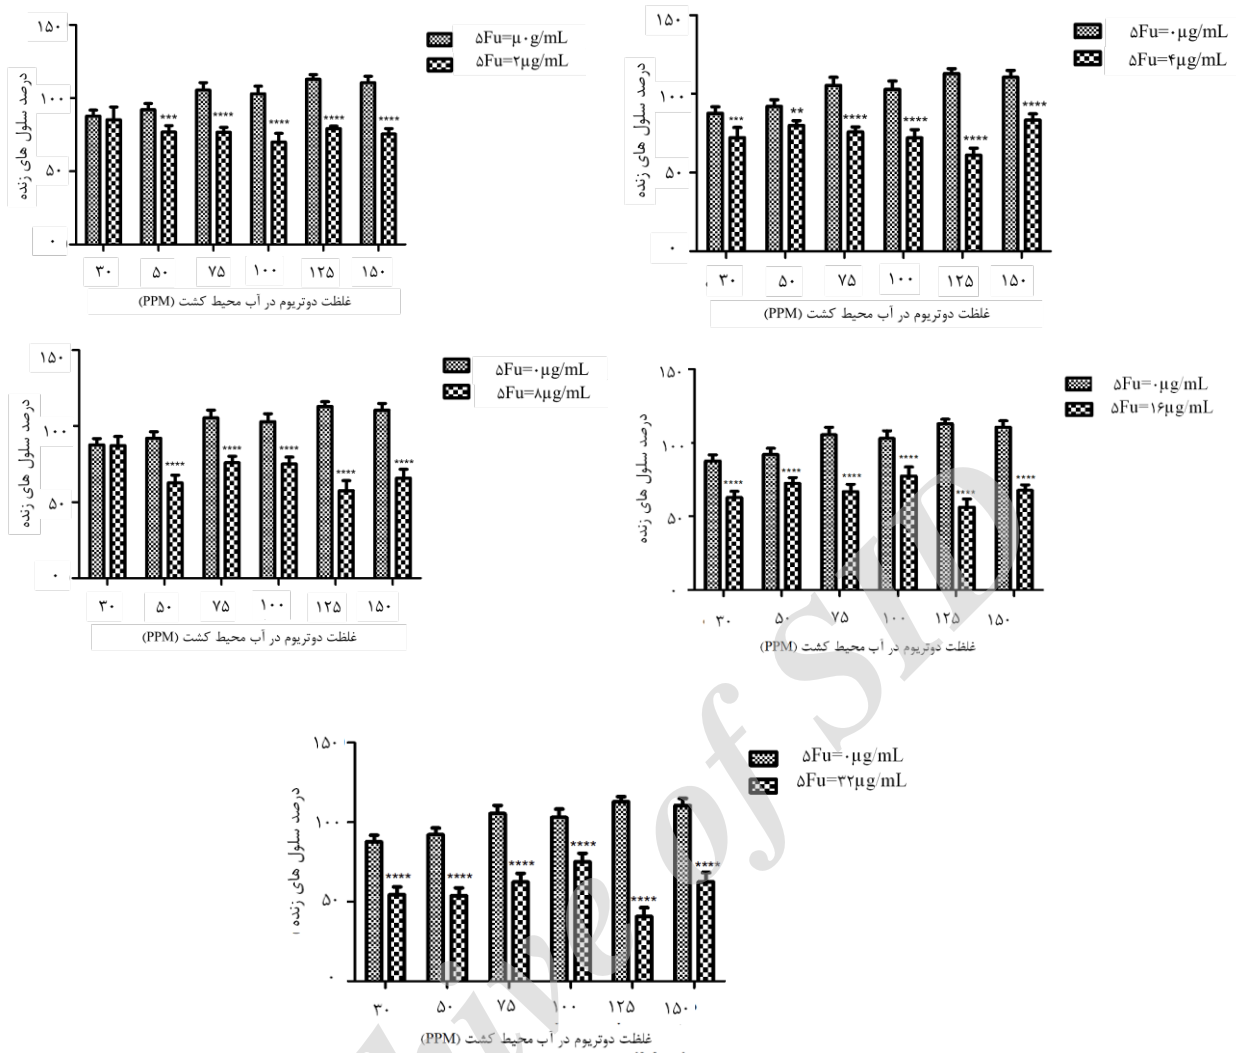 ۱۵۰
۱۰۰
۵۰
۰
درصد سلول های زنده
۵Fu=µ۰g/mL
۵Fu=۲µg/mL
*** **** **** **** ****
۳۰ ۵۰ ۷۵ ۱۰۰ ۱۲۵ ۱۵۰
غلظت دوتریوم در آب محیط کشت (PPM)
۱۵۰
۱۰۰
۵۰
۰
درصد سلول های زنده
۵Fu=۰µg/mL
۵Fu=۴µg/mL
*** ** **** **** **** ****
۳۰ ۵۰ ۷۵ ۱۰۰ ۱۲۵ ۱۵۰
غلظت دوتریوم در آب محیط کشت (PPM)
۱۵۰
۱۰۰
۵۰
۰
درصد سلول های زنده
۵Fu=۰µg/mL
۵Fu=۸µg/mL
**** **** **** **** ****
۳۰ ۵۰ ۷۵ ۱۰۰ ۱۲۵ ۱۵۰
غلظت دوتریوم در آب محیط کشت (PPM)
۱۵۰
۱۰۰
۵۰
۰
درصد سلول های زنده
۵Fu=۰µg/mL
۵Fu=۱۶µg/mL
**** **** **** **** **** ****
۳۰ ۵۰ ۷۵ ۱۰۰ ۱۲۵ ۱۵۰
غلظت دوتریوم در آب محیط کشت (PPM)
۱۵۰
۱۰۰
۵۰
۰
درصد سلول های زنده
۵Fu=۰µg/mL
۵Fu=۳۲µg/mL
**** **** **** **** **** ****
۳۰ ۵۰ ۷۵ ۱۰۰ ۱۲۵ ۱۵۰
غلظت دوتریوم در آب محیط کشت (PPM)
hive of SID